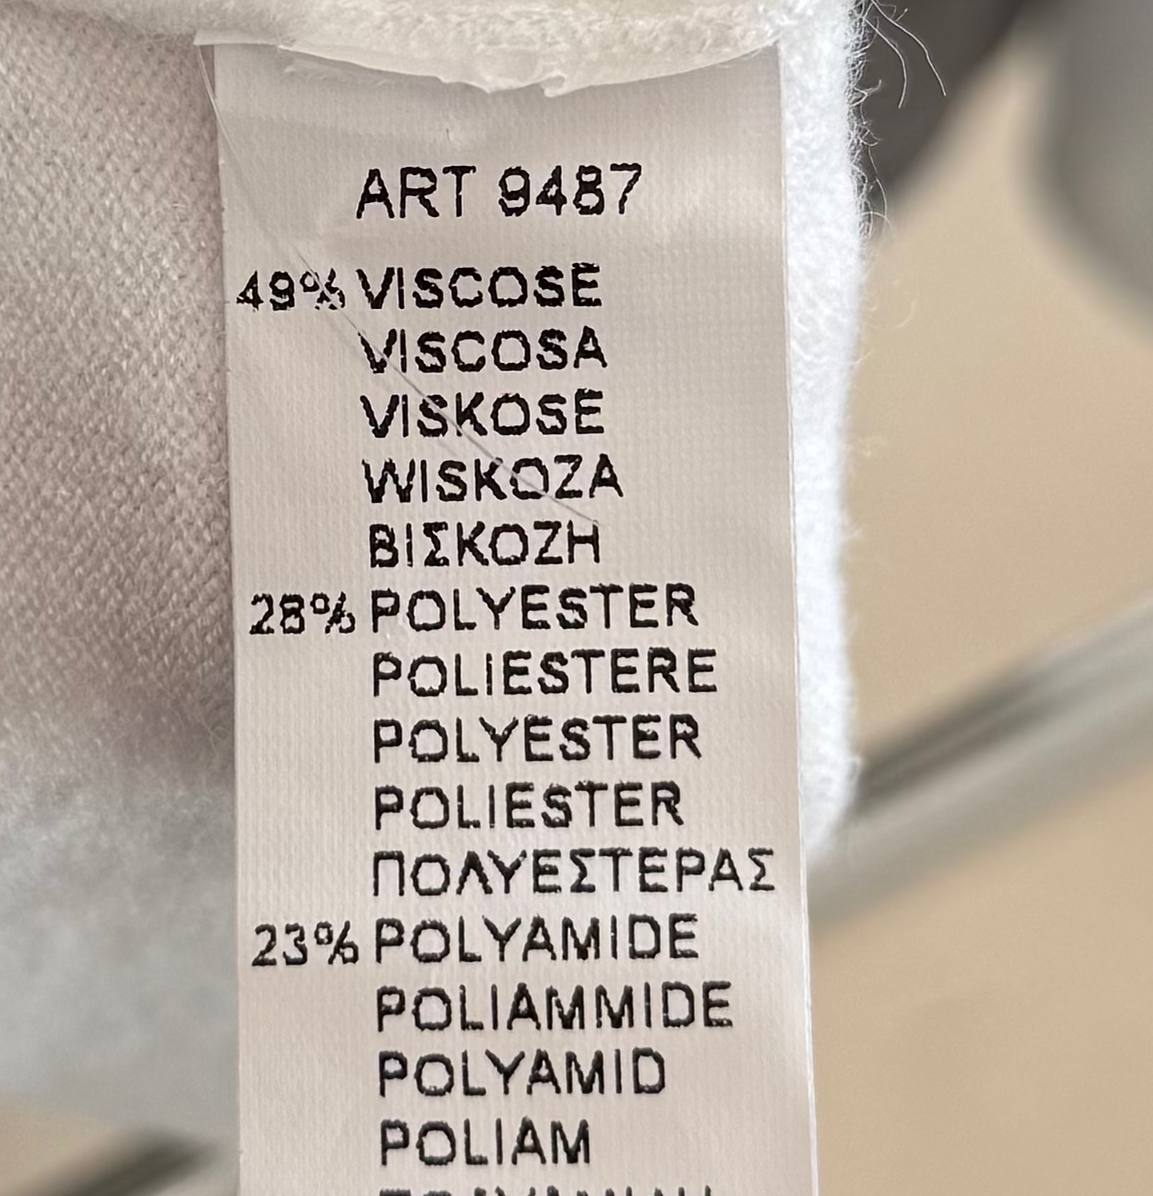 ART 9487
49% VISCOSE
VISCOSA
VISKOSE
WISKOZA
ΒΙΣΚΟΖΗ
28% POLYESTER
POLIESTERE
POLYESTER
POLIESTER
ΠΟΛΥΕΣΤΕΡΑΣ
23% POLYAMIDE
POLIAMMIDE
POLYAMID
POLIAM